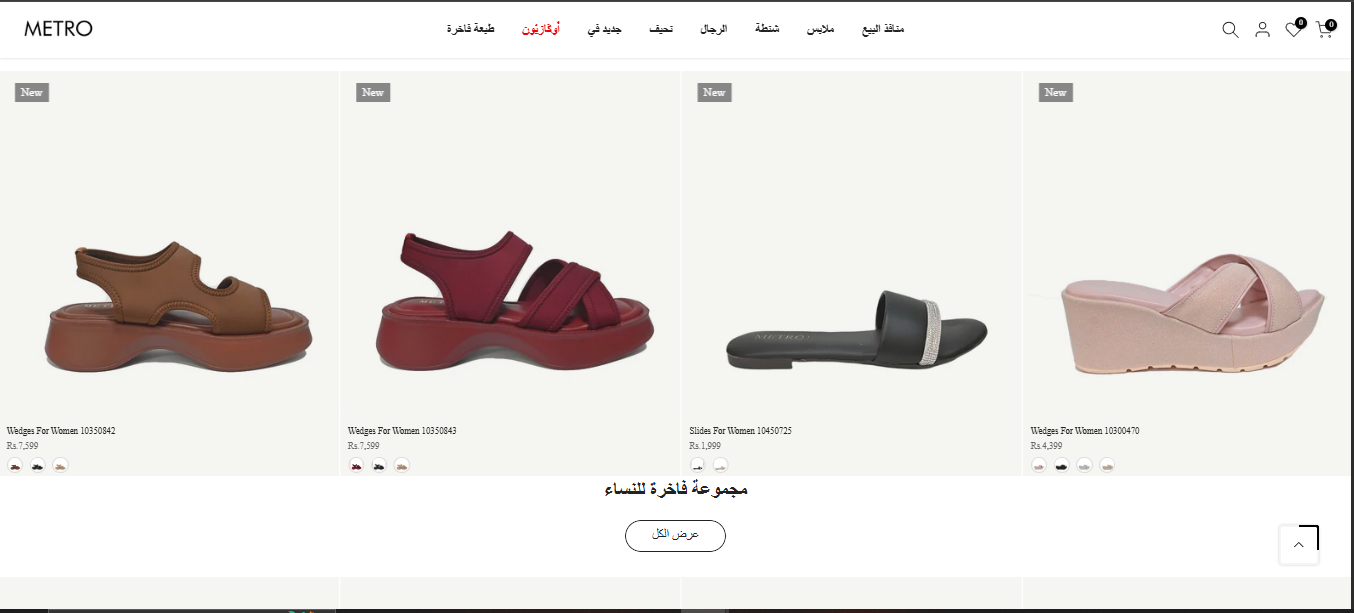 METRO
طبعة فاخرة
أوكازيون
جديد في
تحيف
الرجال
شنطة
ملابس
منافذ البيع
0
0
New
New
New
New
METRO
Wedges For Women 10350842
Rs.7,599
Wedges For Women 10350843
Rs.7,599
Slides For Women 10450725
Rs.1,999
Wedges For Women 10300470
Rs.4,399
مجموعة فاخرة للنساء
عرض الكل